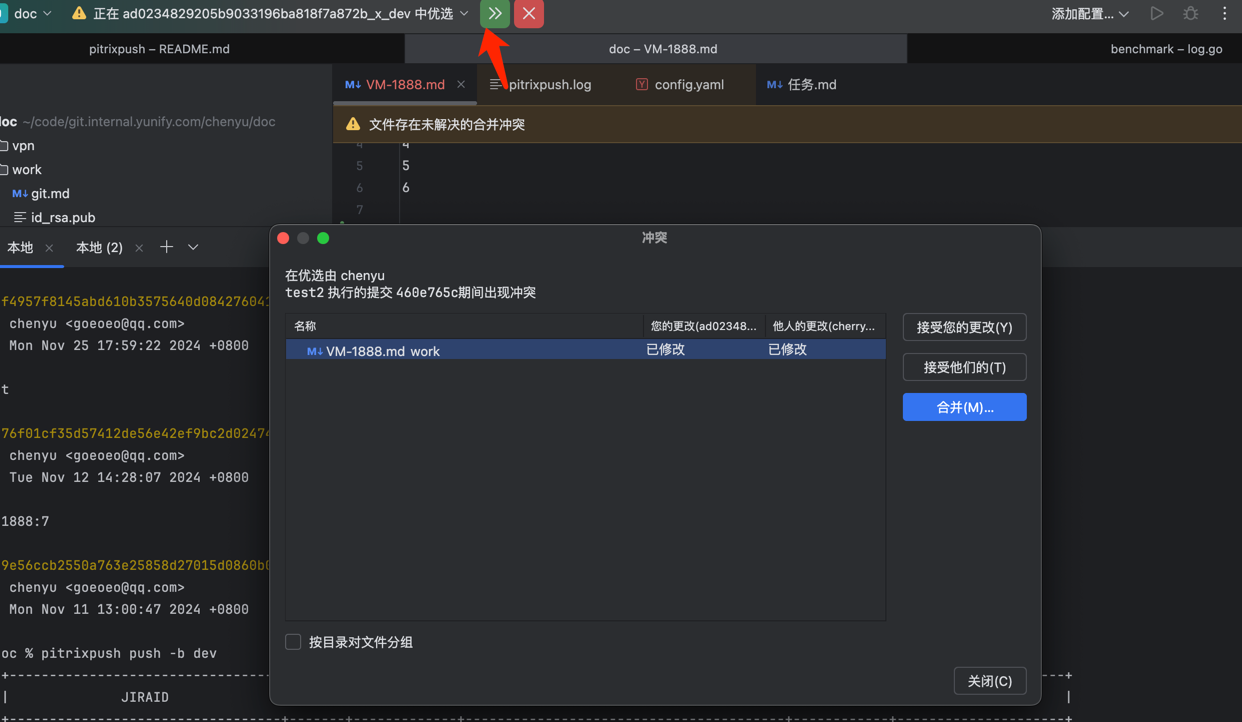 doc
正在 ad0234829205b9033196ba818f7a872b_x_dev 中优选
添加配置...
pitrixpush – README.md
doc – VM-1888.md
benchmark – log.go
VM-1888.md
pitrixpush.log
config.yaml
任务.md
doc ~/code/git.internal.yunify.com/chenyu/doc
文件存在未解决的合并冲突
vpn
work
git.md
id_rsa.pub
4 4
5 5
6 6
7
本地
本地 (2)
冲突
在优选由 chenyu
test2 执行的提交 460e765c期间出现冲突
名称
您的更改(ad02348...
他人的更改(cherry...
VM-1888.md work
已修改
已修改
接受您的更改(Y)
接受他们的(T)
合并(M)...
按目录对文件分组
关闭(C)
f4957f8145abd610b3575640d08427604
chenyu <goeoeo@qq.com>
Mon Nov 25 17:59:22 2024 +0800
t
76f01cf35d57412de56e42ef9bc2d02474
chenyu <goeoeo@qq.com>
Tue Nov 12 14:28:07 2024 +0800
1888:7
9e56ccb2550a763e25858d27015d0860b
chenyu <goeoeo@qq.com>
Mon Nov 11 13:00:47 2024 +0800
oc % pitrixpush push -b dev
JIRAID